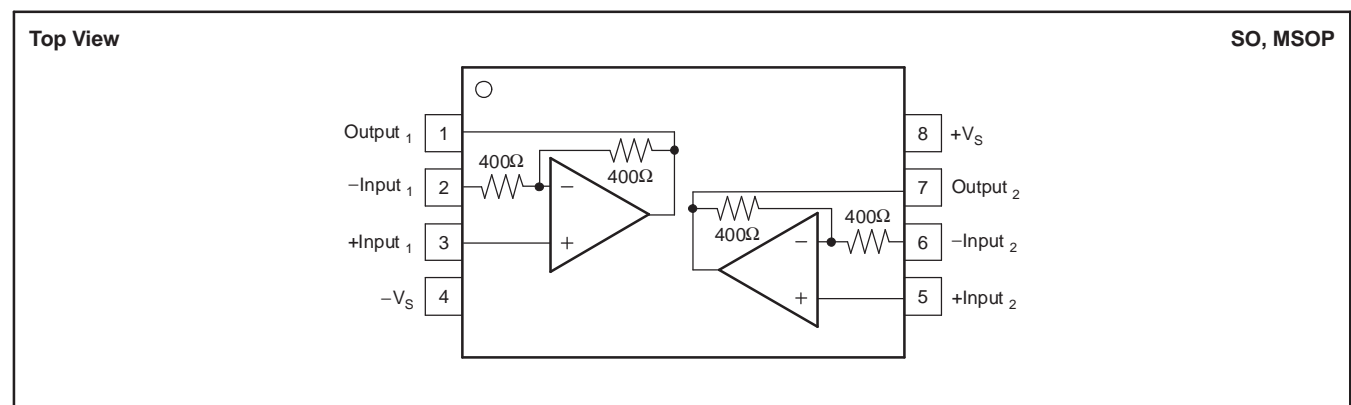 Top View
SO, MSOP
Output 1
1
−Input 1
2
+Input 1
3
−VS
4
400Ω
400Ω
−
+
8
+VS
7
Output 2
6
−Input 2
5
+Input 2
400Ω
400Ω
−
+